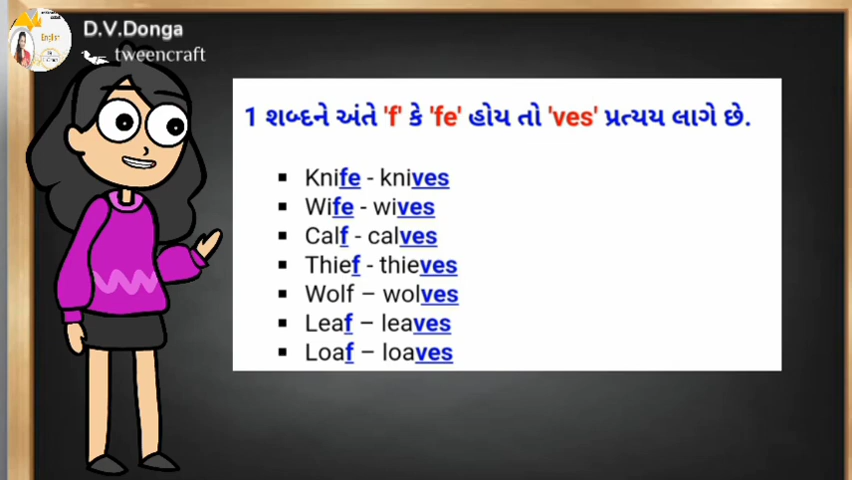 English
D.V.Donga
tweencraft
1 શબ્દને અંતે 'f' કે 'fe' હોય તો 'ves' પ્રત્યય લાગે છે.
▪ Knife - knives
▪ Wife - wives
▪ Calf - calves
▪ Thief - thieves
▪ Wolf – wolves
▪ Leaf – leaves
▪ Loaf – loaves